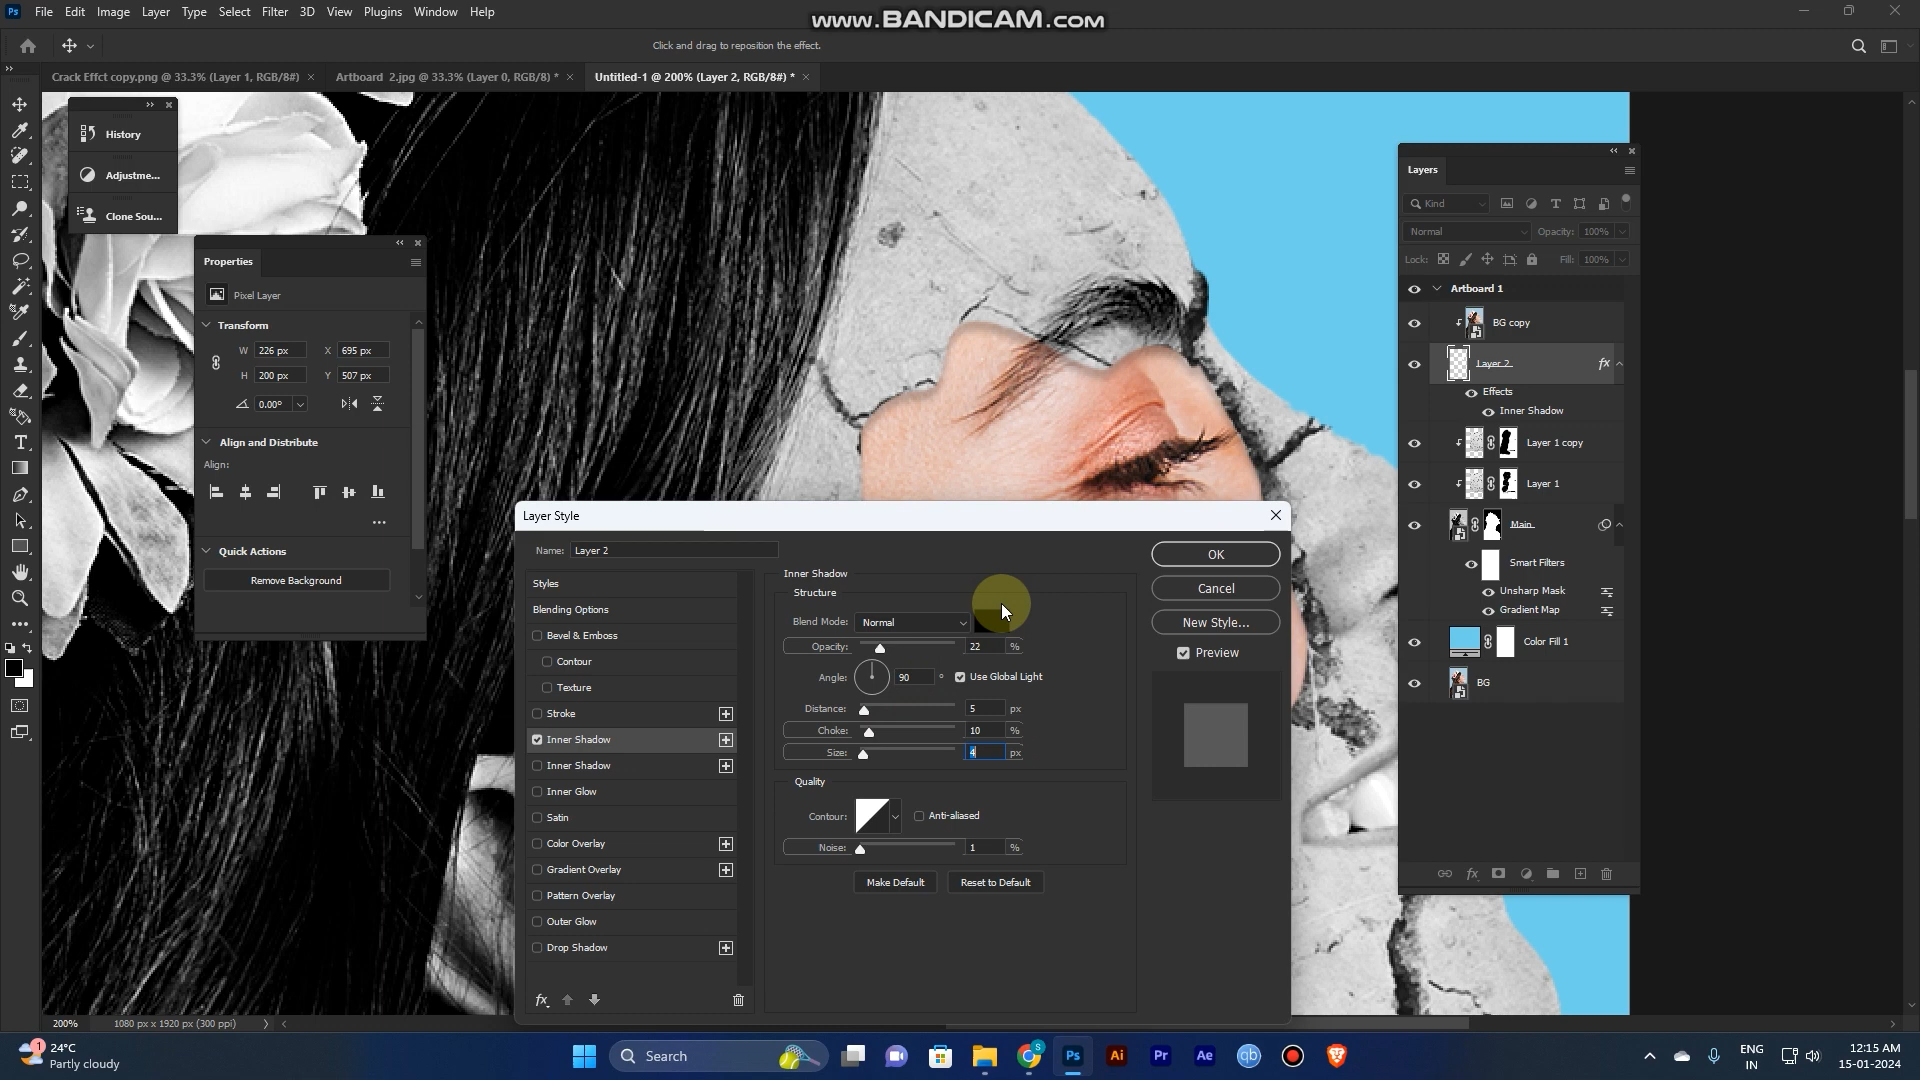 Ps File Edit Image Layer Type Select Filter 3D View Plugins Window Help
www.BANDICAM.com
Click and drag to reposition the effect.
Crack Effct copy.png @ 33.3% (Layer 1, RGB/8#)
Artboard 2.jpg @ 33.3% (Layer 0, RGB/8) *
Untitled-1 @ 200% (Layer 2, RGB/8#) *
History
Adjustme...
Clone Sou...
Properties
Pixel Layer
Transform
W 226 px X 695 px
H 200 px Y 507 px
0.00°
Align and Distribute
Align:
Quick Actions
Remove Background
Layer Style
Name: Layer 2
Styles
Blending Options
Bevel & Emboss
Contour
Texture
Stroke
Inner Shadow
Inner Shadow
Inner Glow
Satin
Color Overlay
Gradient Overlay
Pattern Overlay
Outer Glow
Drop Shadow
fx
Inner Shadow
Structure
Blend Mode: Normal
Opacity: 22 %
Angle: 90 ° Use Global Light
Distance: 5 px
Choke: 10 %
Size: 4 px
Quality
Contour: Anti-aliased
Noise: 1 %
Make Default Reset to Default
OK
Cancel
New Style...
Preview
Layers
Kind
Normal Opacity: 100%
Lock: Fill: 100%
Artboard 1
BG copy
Layer 2 fx
Effects
Inner Shadow
Layer 1 copy
Layer 1
Main
Smart Filters
Unsharp Mask
Gradient Map
Color Fill 1
BG
fx
200% 1080 px x 1920 px (300 ppi)
1
24°C
Partly cloudy
Search
S
Ps Ai Pr Ae qb
ENG
IN
12:15 AM
15-01-2024